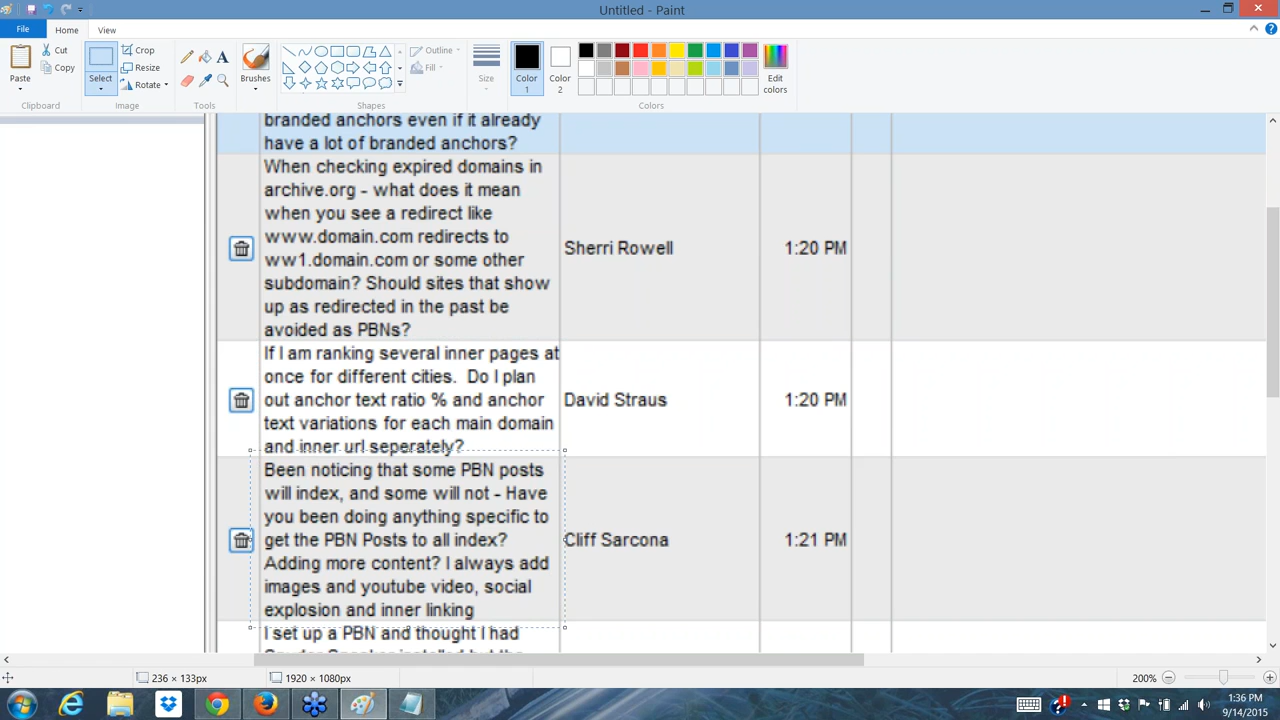 Untitled - Paint
File
Home
View
Paste
Cut
Copy
Clipboard
Select
Crop
Resize
Rotate
Image
Tools
Brushes
Shapes
Outline
Fill
Size
Color
1
Color
2
Edit
colors
Colors
branded anchors even if it already
have a lot of branded anchors?
When checking expired domains in
archive.org - what does it mean
when you see a redirect like
www.domain.com redirects to
ww1.domain.com or some other
subdomain? Should sites that show
up as redirected in the past be
avoided as PBNs?
Sherri Rowell
1:20 PM
If I am ranking several inner pages at
once for different cities.  Do I plan
out anchor text ratio % and anchor
text variations for each main domain
and inner url seperately?
David Straus
1:20 PM
Been noticing that some PBN posts
will index, and some will not - Have
you been doing anything specific to
get the PBN Posts to all index?
Adding more content? I always add
images and youtube video, social
explosion and inner linking
Cliff Sarcona
1:21 PM
I set up a PBN and thought I had
236 × 133px
1920 × 1080px
200%
1:36 PM
9/14/2015